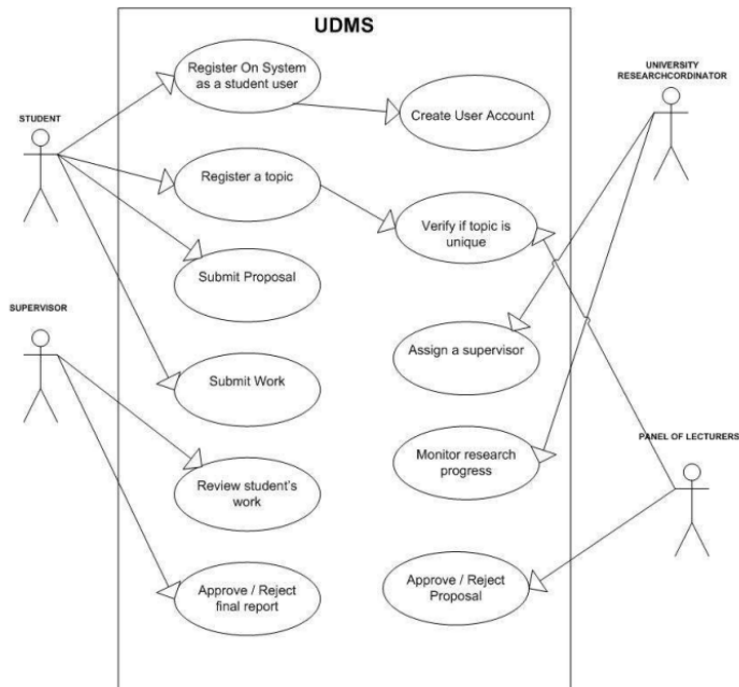 UDMS
Register On System
as a student user
Create User Account
UNIVERSITY
RESEARCHCORDINATOR
STUDENT
Register a topic
Verify if topic is
unique
Submit Proposal
SUPERVISOR
Assign a supervisor
Submit Work
Monitor research
progress
PANEL OF LECTURERS
Review student's
work
Approve / Reject
final report
Approve / Reject
Proposal